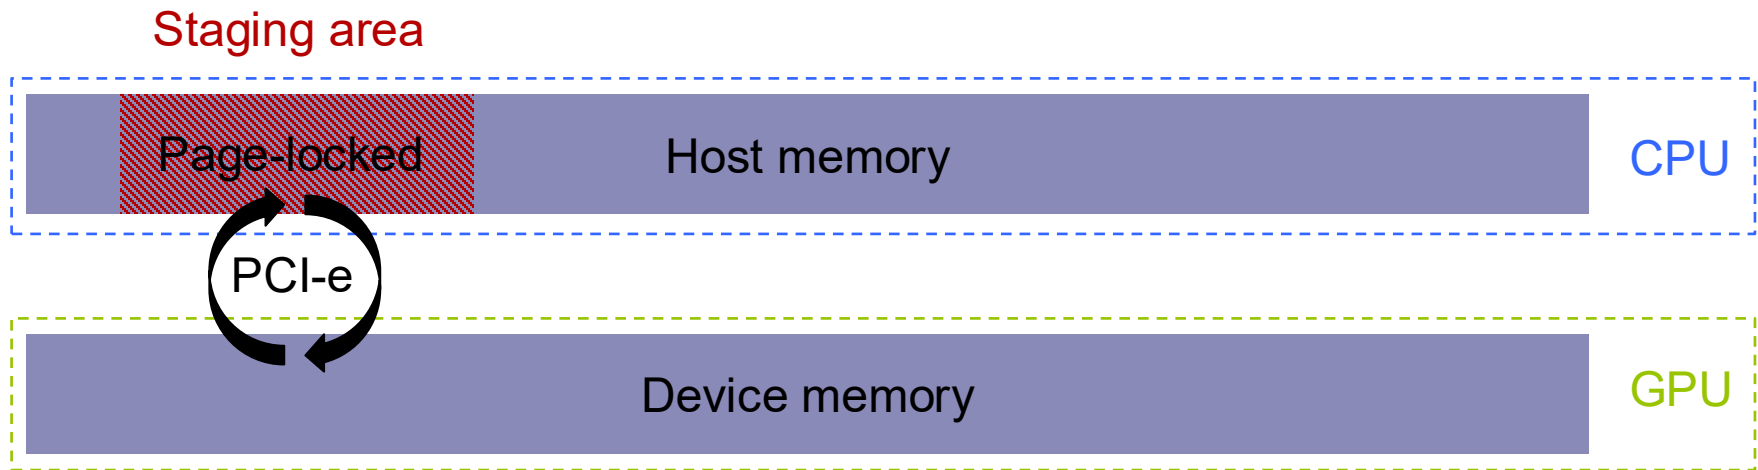 Staging area
Page-locked
Host memory
CPU
PCI-e
Device memory
GPU